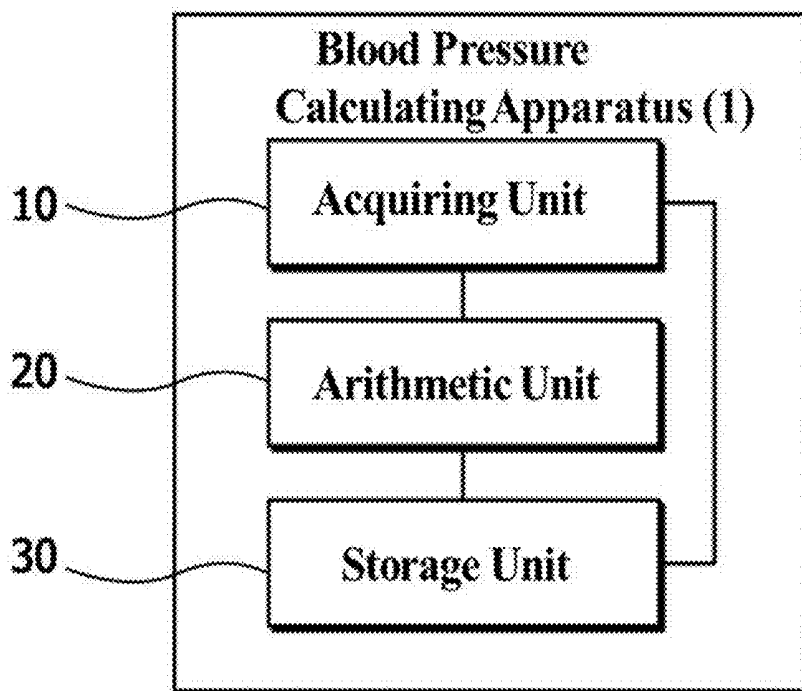 Blood Pressure
Calculating Apparatus (1)
10
Acquiring Unit
20
Arithmetic Unit
30
Storage Unit